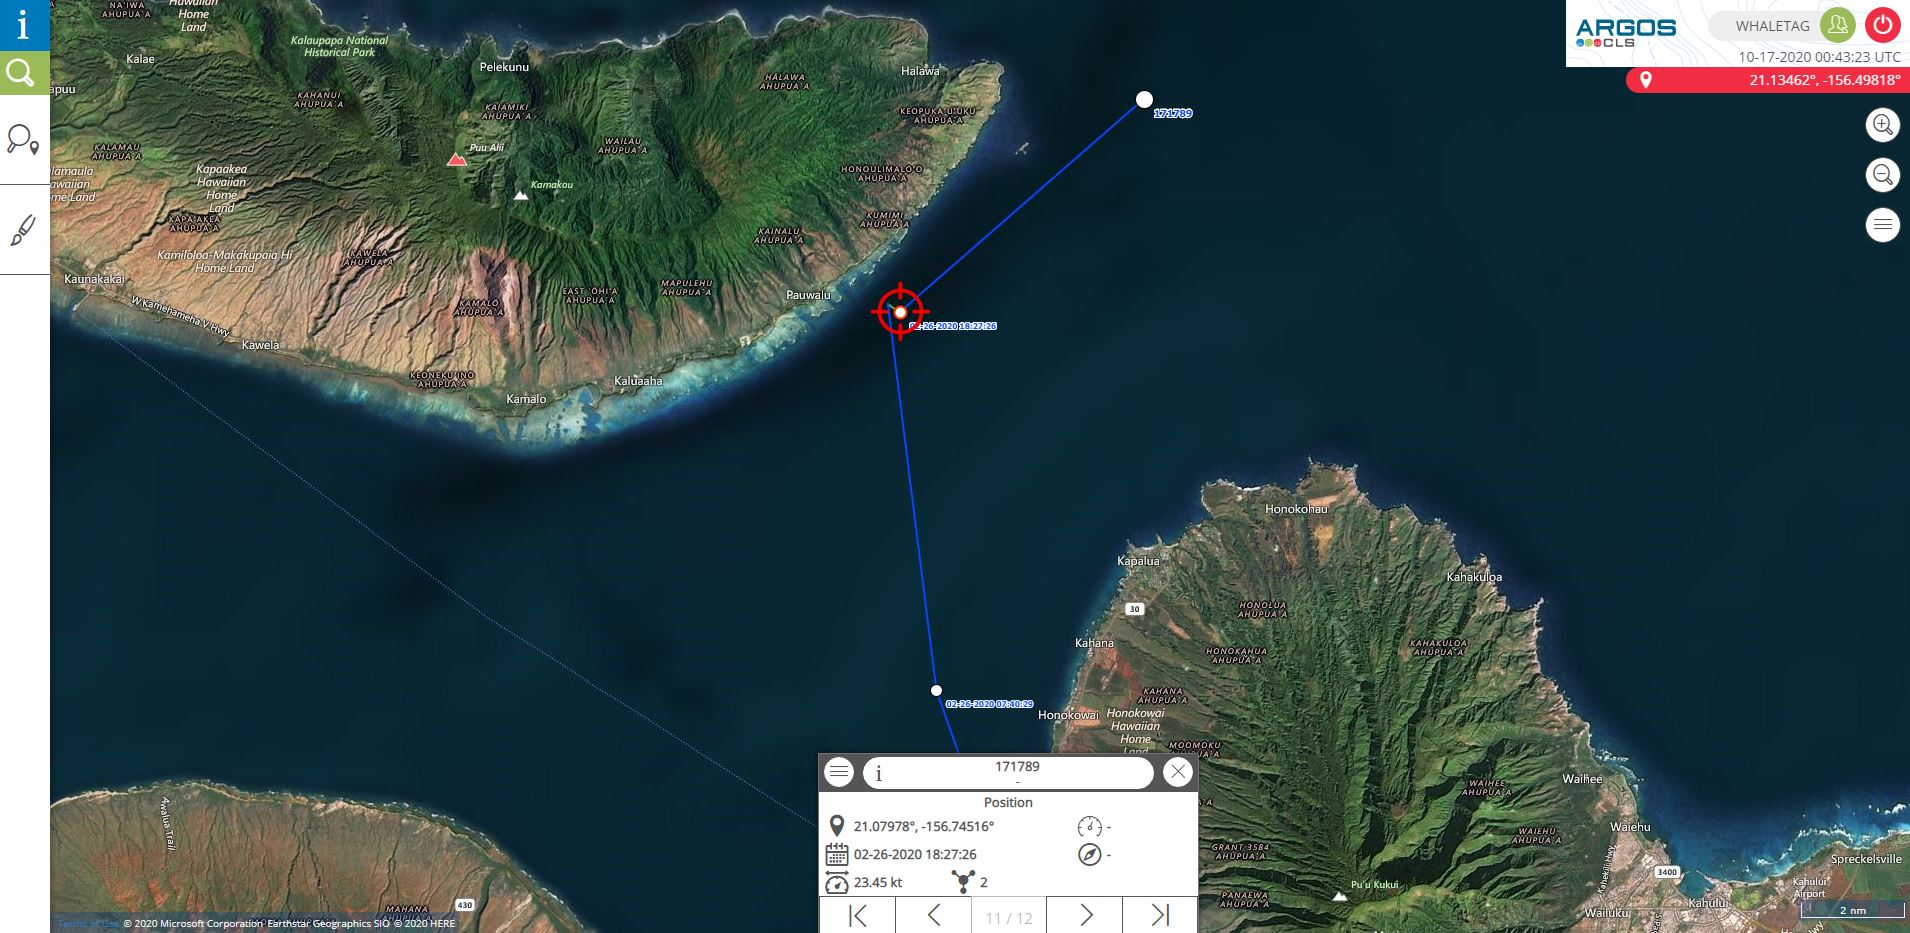 NA'IWA
AHUPUA'A
Hawaiian
Home
Land
Kalaupapa National
Historical Park
Kalae
Pelekunu
Halawa
HĀLAWA
AHUPUA'A
KAHANUI
AHUPUA'A
KAIAMIKI
AHUPUA'A
KEOPUKA'U'UKU
AHUPUA'A
apuu
WAILAU
AHUPUA'A
KALAMAU
AHUPUA'A
Puu Alii
Kamakou
Kapaakea
Hawaiian
Home
Land
lamaula
awaiian
me Land
HONOULIMALO'O
AHUPUA'A
KAPA'AKEA
AHUPUA'A
KUMIMI
AHUPUA'A
KAINALU
AHUPUA'A
Kamiloloa-Makakupaia Hi
Home Land
KAWELA
AHUPUA'A
Kaunakakai
W Kamehameha V Hwy
EAST 'ŌHI'A
AHUPUA'A
MAPULEHU
AHUPUA'A
Pauwalu
KAMALŌ
AHUPUA'A
Kawela
KEONEKU'INO
AHUPUA'A
Kaluaaha
Kamalo
171789
02-26-2020 18:27:26
02-26-2020 07:40:29
ARGOS
CLS
WHALETAG
10-17-2020 00:43:23 UTC
21.13462°, -156.49818°
Honokohau
Kapalua
Kahakuloa
30
HONOLUA
AHUPUA'A
Kahana
HONOKAHUA
AHUPUA'A
KAHAKULOA
AHUPUA'A
KAHANA
AHUPUA'A
Honokowai
Honokowai
Hawaiian
Home
Land
MOOMOKU
AHUPUA'A
Waihee
WAIHEE
AHUPUA'A
Waiehu
WAIEHU
AHUPUA'A
GRANT 3584
AHUPUA'A
Spreckelsville
3400
Kahului
Airport
Pu'u Kukui
PANAEWA
AHUPUA'A
Kahekili Hwy
Kahului
Wailuku
2 nm
Awalua Trail
430
MAHANA
AHUPUA'A
Terms of Use © 2020 Microsoft Corporation Earthstar Geographics SIO © 2020 HERE
i
171789
-
Position
21.07978°, -156.74516°
-
02-26-2020 18:27:26
-
23.45 kt
2
11 / 12